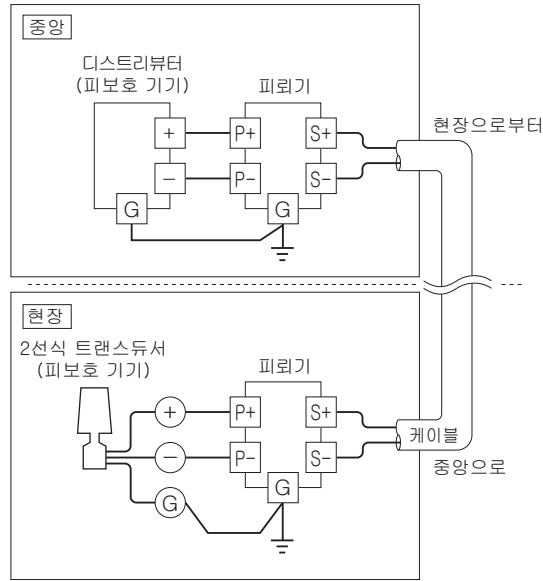 중앙
디스트리뷰터
(피보호 기기)
피뢰기
+ P+ S+
− P− S−
G G
현장으로부터
현장
2선식 트랜스듀서
(피보호 기기)
피뢰기
+ P+ S+
− P− S−
G G
케이블
중앙으로